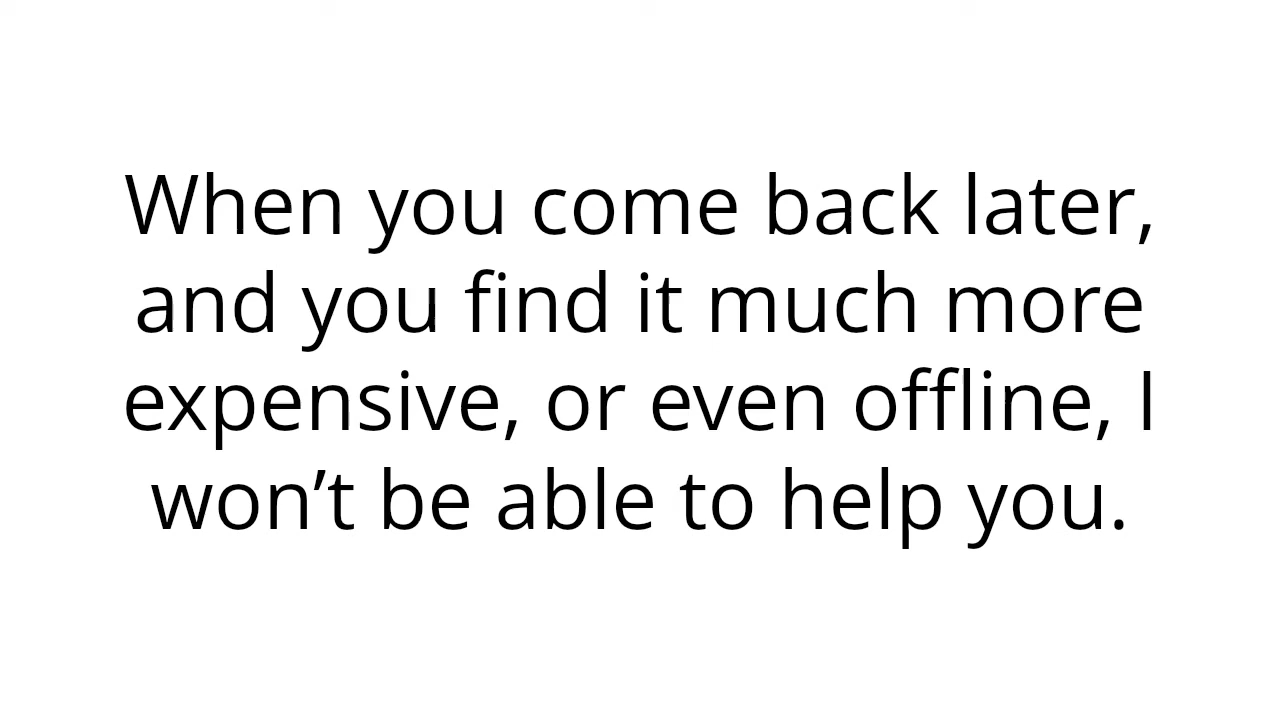 When you come back later,
and you find it much more
expensive, or even offline, I
won’t be able to help you.